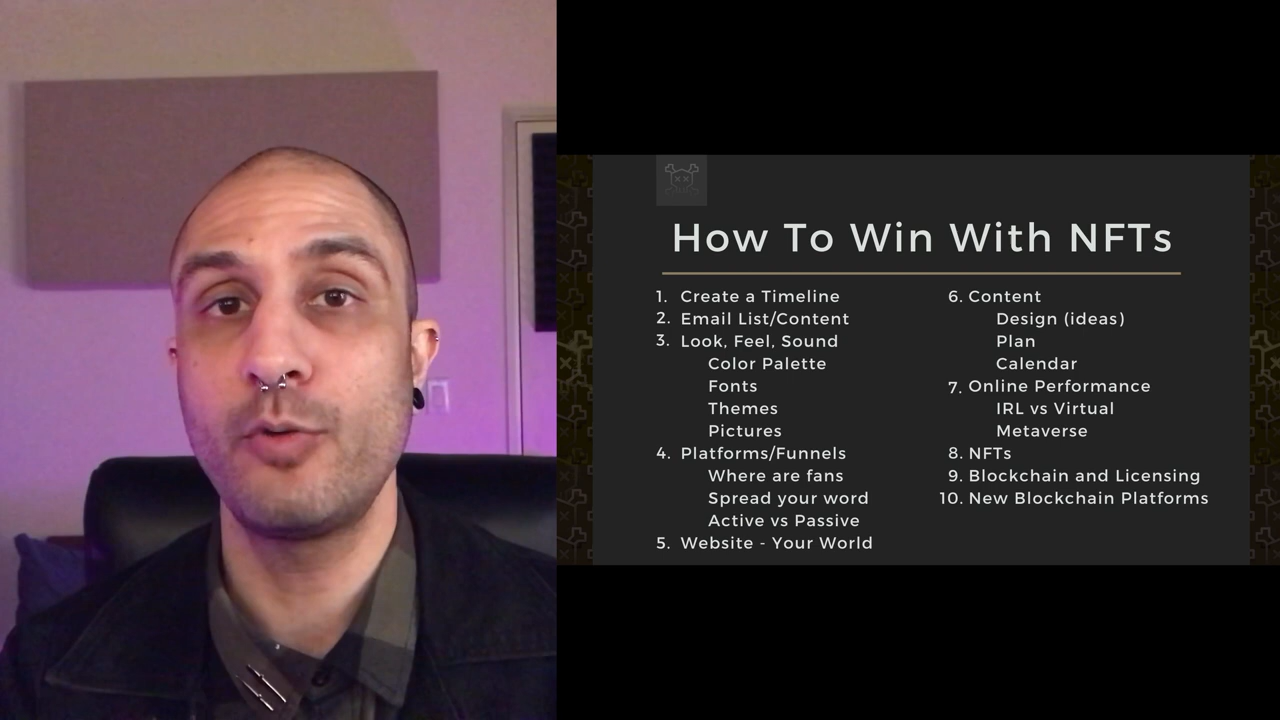 How To Win With NFTs
1. Create a Timeline
2. Email List/Content
3. Look, Feel, Sound
Color Palette
Fonts
Themes
Pictures
4. Platforms/Funnels
Where are fans
Spread your word
Active vs Passive
5. Website - Your World
6. Content
Design (ideas)
Plan
Calendar
7. Online Performance
IRL vs Virtual
Metaverse
8. NFTs
9. Blockchain and Licensing
10. New Blockchain Platforms